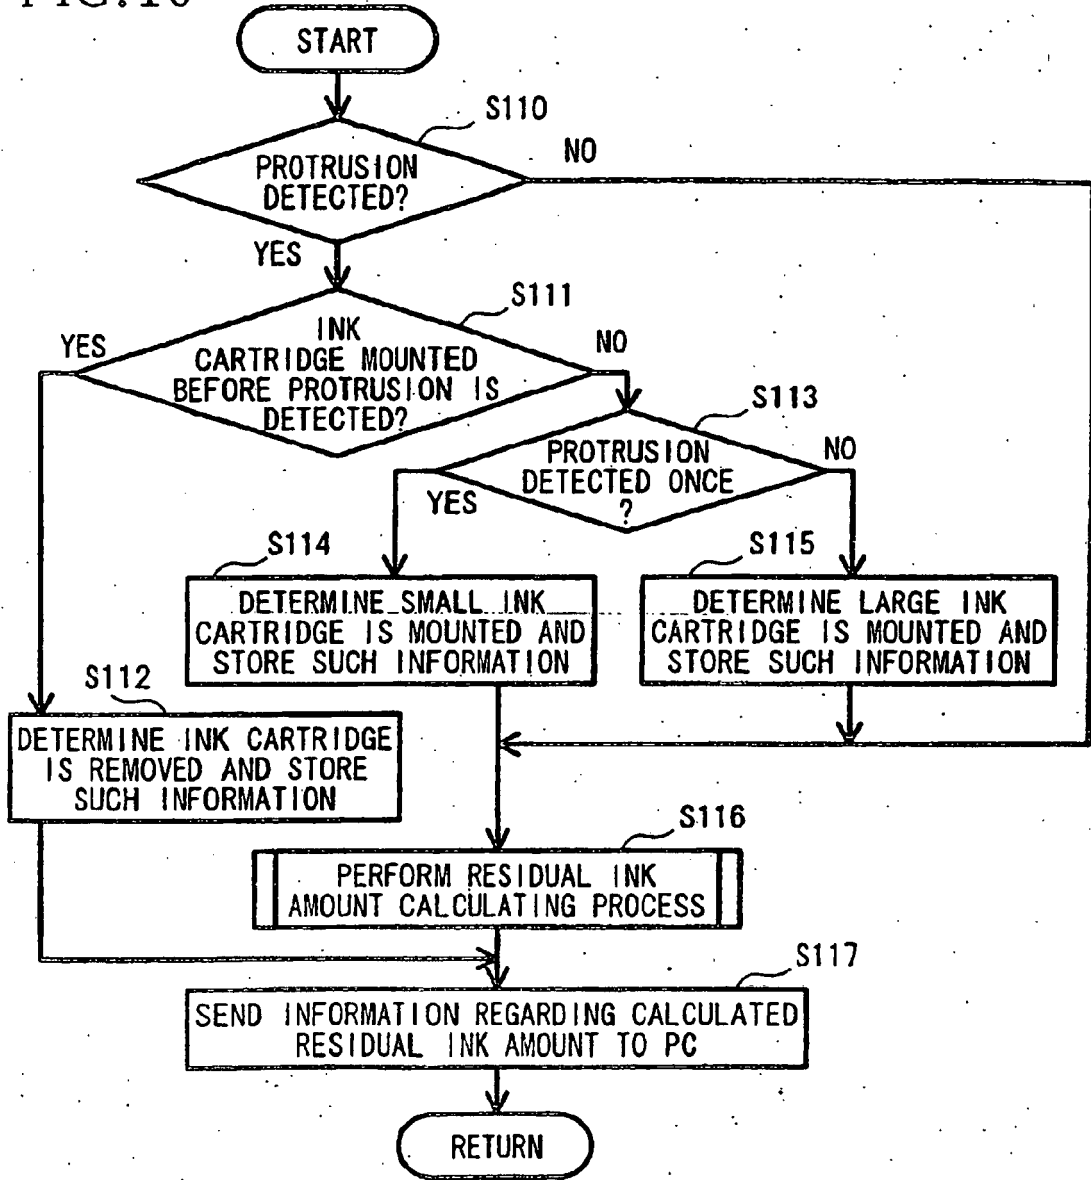 START
S110
PROTRUSION
DETECTED?
NO
YES
S111
INK
CARTRIDGE MOUNTED
BEFORE PROTRUSION IS
DETECTED?
YES
NO
S113
PROTRUSION
DETECTED ONCE
?
YES
NO
S114
DETERMINE SMALL INK
CARTRIDGE IS MOUNTED AND
STORE SUCH INFORMATION
S115
DETERMINE LARGE INK
CARTRIDGE IS MOUNTED AND
STORE SUCH INFORMATION
S112
DETERMINE INK CARTRIDGE
IS REMOVED AND STORE
SUCH INFORMATION
S116
PERFORM RESIDUAL INK
AMOUNT CALCULATING PROCESS
S117
SEND INFORMATION REGARDING CALCULATED
RESIDUAL INK AMOUNT TO PC
RETURN